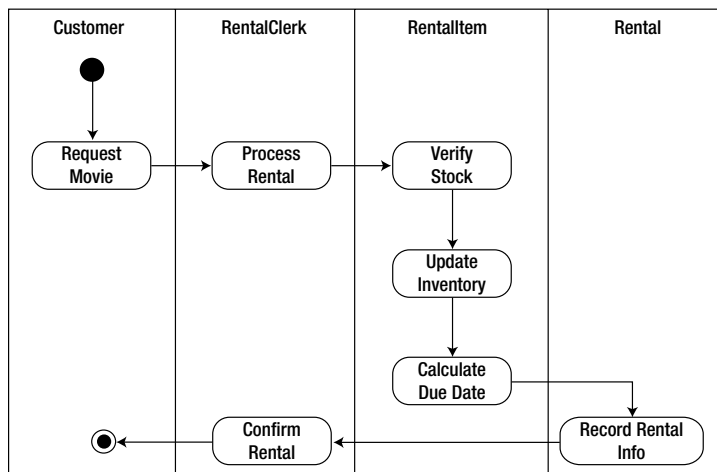 Customer
RentalClerk
RentalItem
Rental
Request
Movie
Process
Rental
Verify
Stock
Update
Inventory
Calculate
Due Date
Confirm
Rental
Record Rental
Info